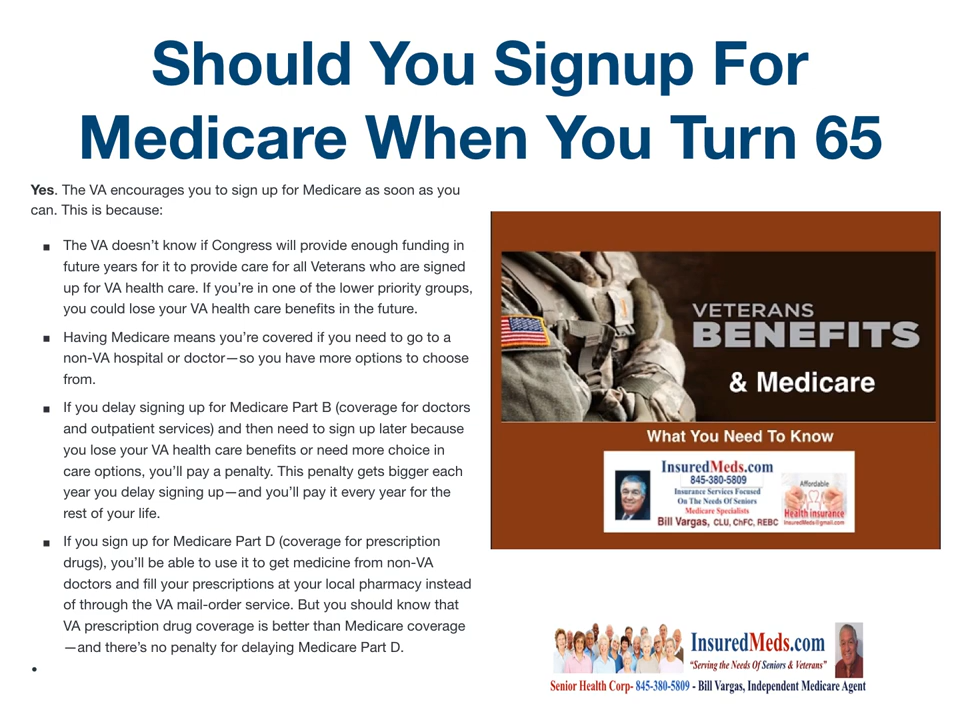 Should You Signup For
Medicare When You Turn 65
Yes. The VA encourages you to sign up for Medicare as soon as you
can. This is because:
▪ The VA doesn’t know if Congress will provide enough funding in
future years for it to provide care for all Veterans who are signed
up for VA health care. If you’re in one of the lower priority groups,
you could lose your VA health care benefits in the future.
▪ Having Medicare means you’re covered if you need to go to a
non-VA hospital or doctor—so you have more options to choose
from.
▪ If you delay signing up for Medicare Part B (coverage for doctors
and outpatient services) and then need to sign up later because
you lose your VA health care benefits or need more choice in
care options, you’ll pay a penalty. This penalty gets bigger each
year you delay signing up—and you’ll pay it every year for the
rest of your life.
▪ If you sign up for Medicare Part D (coverage for prescription
drugs), you’ll be able to use it to get medicine from non-VA
doctors and fill your prescriptions at your local pharmacy instead
of through the VA mail-order service. But you should know that
VA prescription drug coverage is better than Medicare coverage
—and there’s no penalty for delaying Medicare Part D.
•
VETERANS
BENEFITS
& Medicare
What You Need To Know
InsuredMeds.com
845-380-5809
Insurance Services Focused
On The Needs Of Seniors
Medicare Specialists
Bill Vargas, CLU, ChFC, REBC
Affordable
Health insurance
InsuredMeds@gmail.com
InsuredMeds.com
“Serving the Needs Of Seniors & Veterans”
Senior Health Corp- 845-380-5809 - Bill Vargas, Independent Medicare Agent